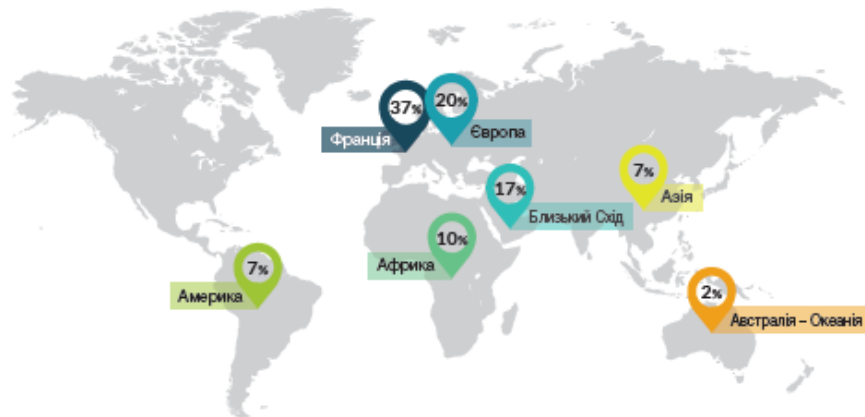 37%
Франція
20%
Європа
17%
Близький Схід
7%
Азія
10%
Африка
7%
Америка
2%
Австралія – Океанія